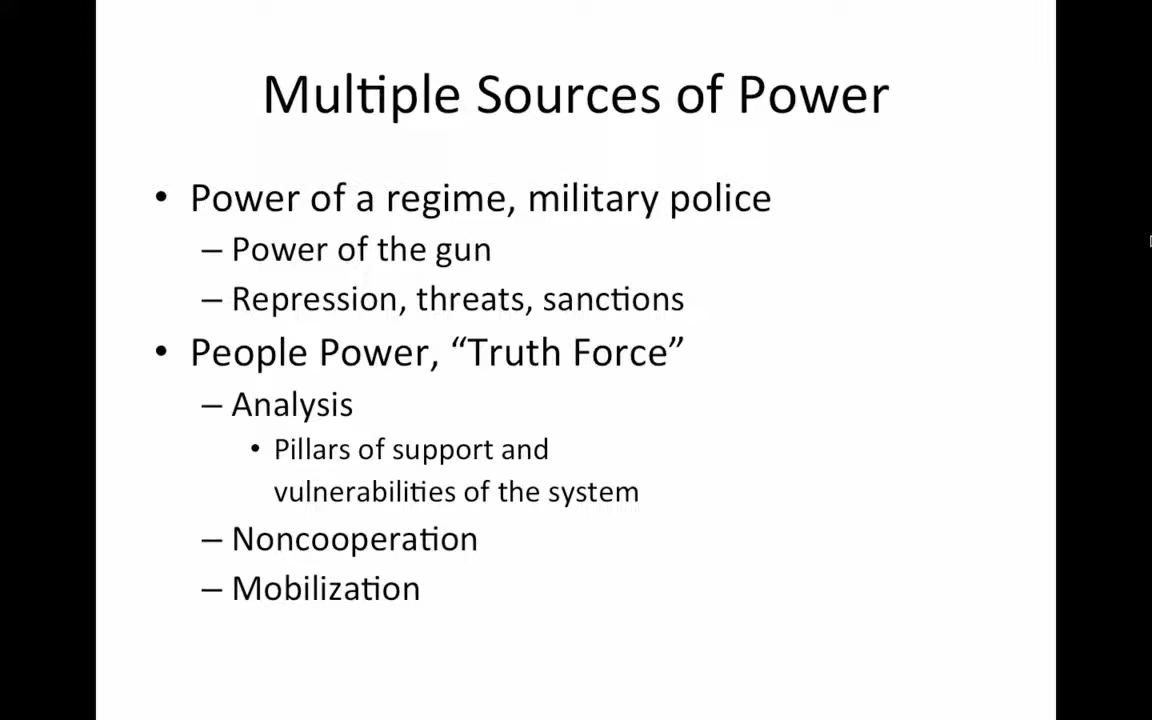 Multiple Sources of Power
• Power of a regime, military police
– Power of the gun
– Repression, threats, sanctions
• People Power, “Truth Force”
– Analysis
• Pillars of support and
vulnerabilities of the system
– Noncooperation
– Mobilization